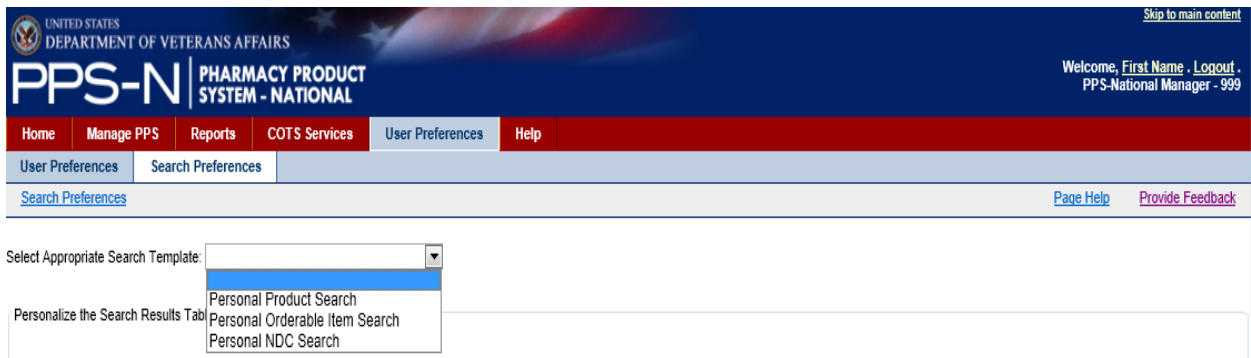 Skip to main content
UNITED STATES
DEPARTMENT OF VETERANS AFFAIRS
PPS-N PHARMACY PRODUCT
SYSTEM - NATIONAL
Welcome, First Name . Logout .
PPS-National Manager - 999
Home Manage PPS Reports COTS Services User Preferences Help
User Preferences Search Preferences
Search Preferences Page Help Provide Feedback
Select Appropriate Search Template:
Personal Product Search
Personalize the Search Results Tabl
Personal Orderable Item Search
Personal NDC Search